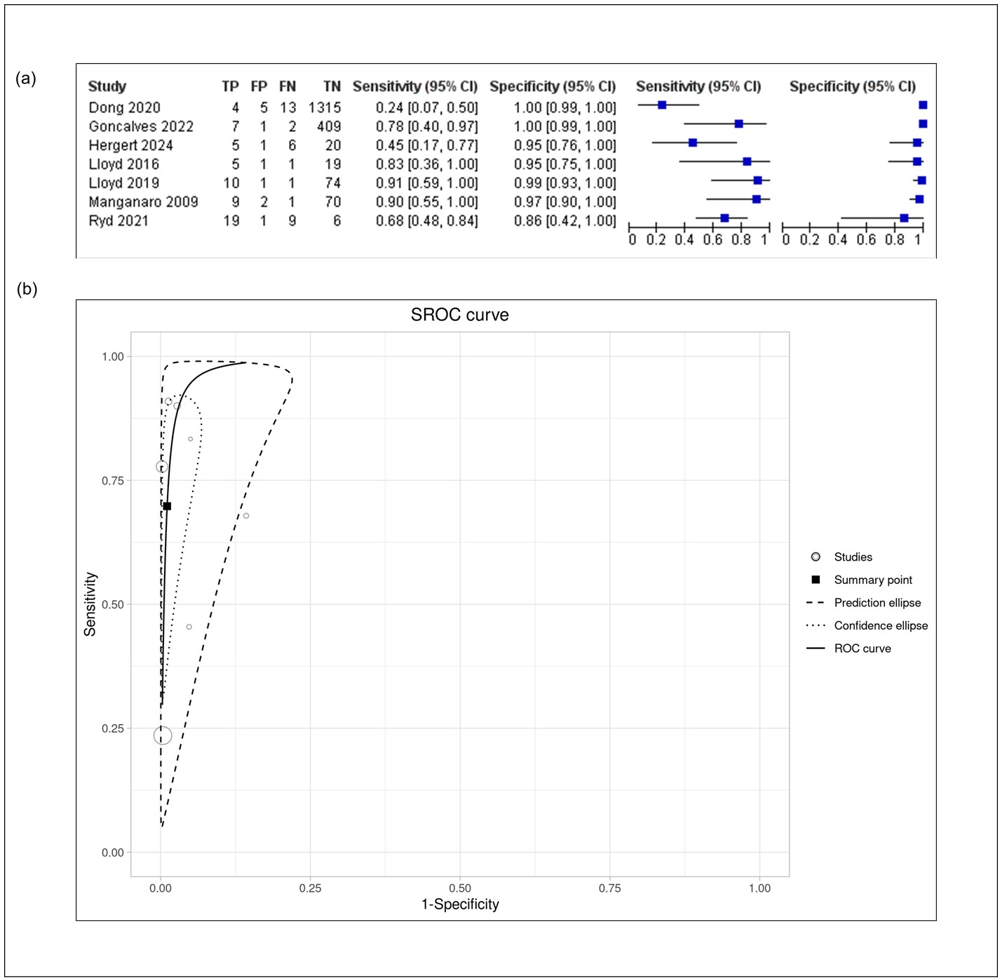 (a)
Study TP FP FN TN Sensitivity (95% CI) Specificity (95% CI) Sensitivity (95% CI) Specificity (95% CI)
Dong 2020 4 5 13 1315 0.24 [0.07, 0.50] 1.00 [0.99, 1.00]
Goncalves 2022 7 1 2 409 0.78 [0.40, 0.97] 1.00 [0.99, 1.00]
Hergert 2024 5 1 6 20 0.45 [0.17, 0.77] 0.95 [0.76, 1.00]
Lloyd 2016 5 1 1 19 0.83 [0.36, 1.00] 0.95 [0.75, 1.00]
Lloyd 2019 10 1 1 74 0.91 [0.59, 1.00] 0.99 [0.93, 1.00]
Manganaro 2009 9 2 1 70 0.90 [0.55, 1.00] 0.97 [0.90, 1.00]
Ryd 2021 19 1 9 6 0.68 [0.48, 0.84] 0.86 [0.42, 1.00]
0 0.2 0.4 0.6 0.8 1 0 0.2 0.4 0.6 0.8 1
(b)
SROC curve
1.00
0.75
0.50
0.25
0.00
Sensitivity
0.00 0.25 0.50 0.75 1.00
1-Specificity
Studies
Summary point
Prediction ellipse
Confidence ellipse
ROC curve